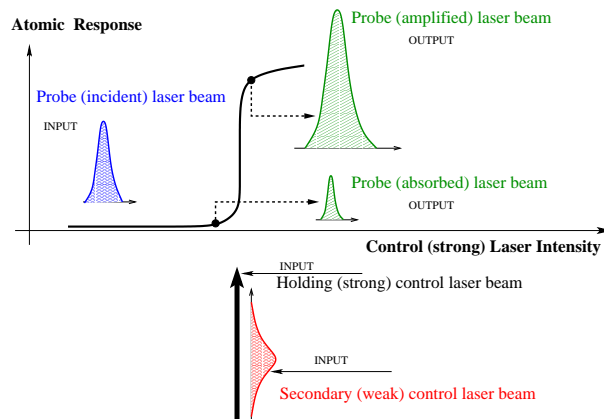 Atomic Response
Probe (amplified) laser beam
OUTPUT
Probe (incident) laser beam
INPUT
Probe (absorbed) laser beam
OUTPUT
Control (strong) Laser Intensity
INPUT
Holding (strong) control laser beam
INPUT
Secondary (weak) control laser beam